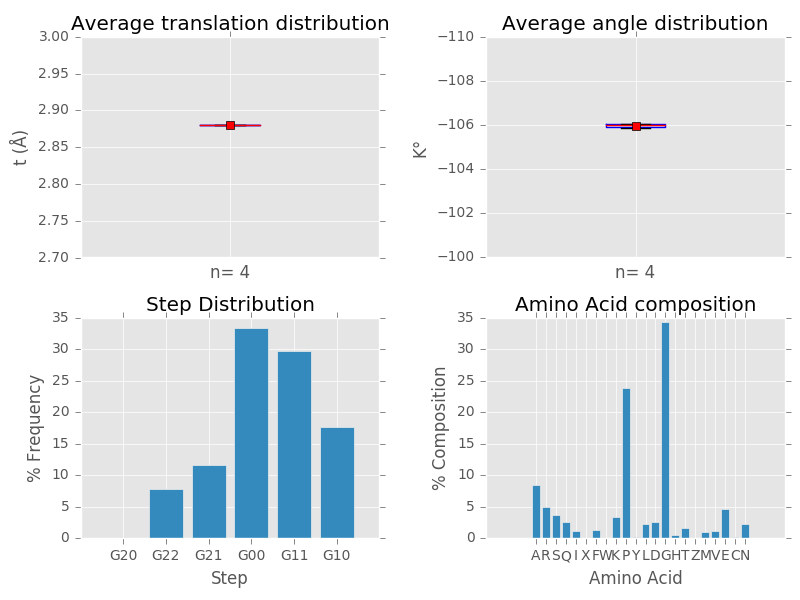 Average translation distribution
3.00
2.95
2.90
2.85
2.80
2.75
2.70
t (Å)
n= 4
Average angle distribution
−110
−108
−106
−104
−102
−100
K°
n= 4
Step Distribution
35
30
25
20
15
10
5
0
% Frequency
G20 G22 G21 G00 G11 G10
Step
Amino Acid composition
35
30
25
20
15
10
5
0
% Composition
A R S Q I X F W K P Y L D G H T Z M V E C N
Amino Acid